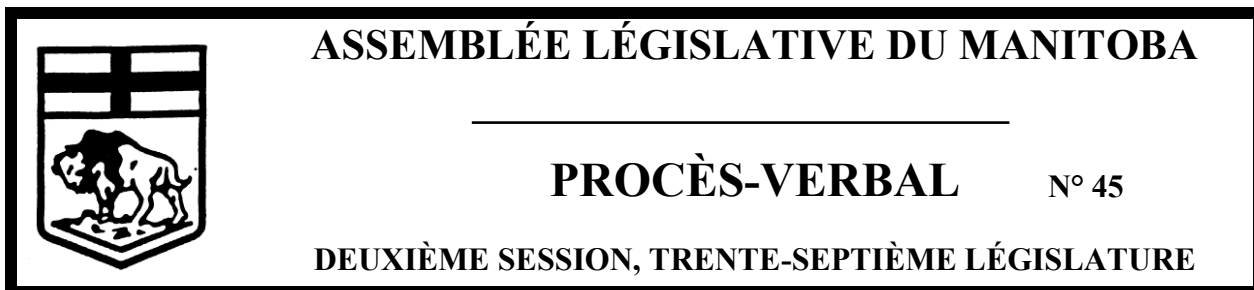 ASSEMBLÉE LÉGISLATIVE DU MANITOBA
PROCÈS-VERBAL N° 45
DEUXIÈME SESSION, TRENTE-SEPTIÈME LÉGISLATURE